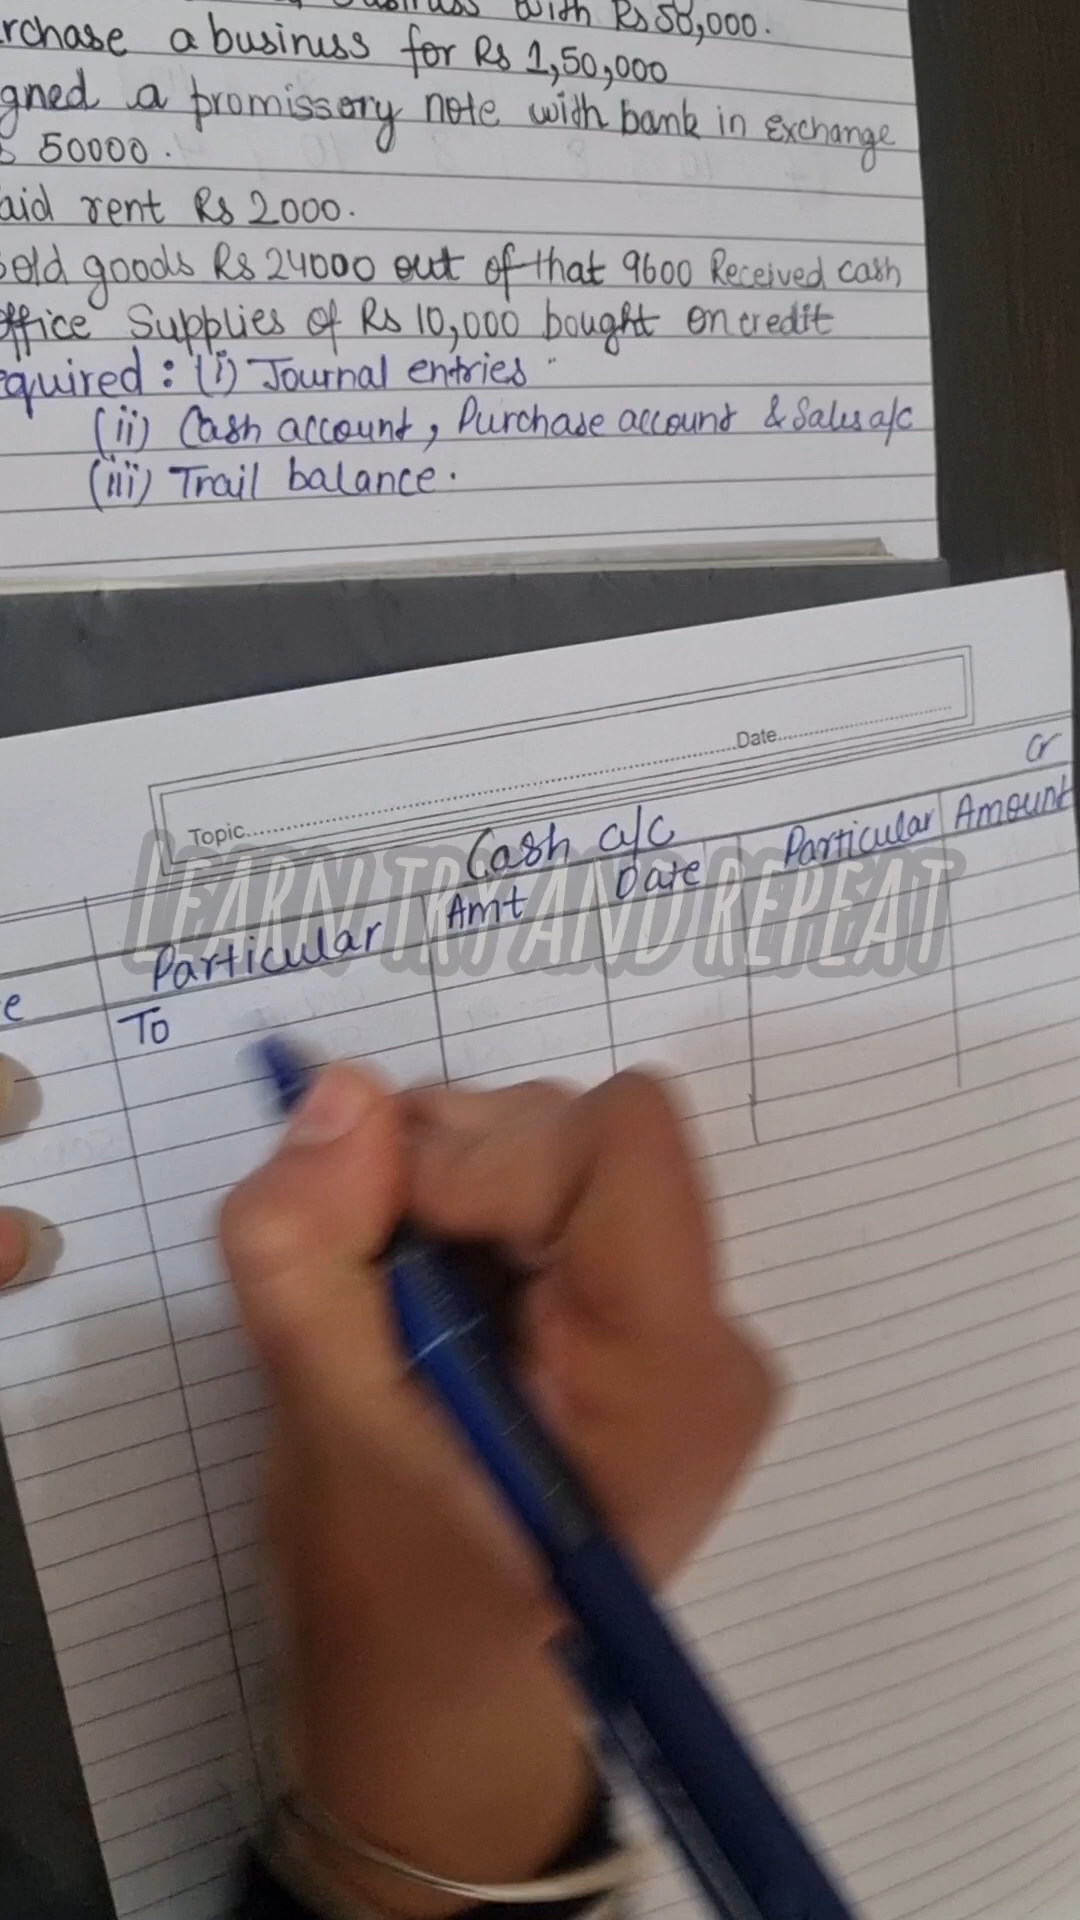 with Rs 50,000.
rchase a business for Rs 1,50,000
gned a promissory note with bank in exchange
50000.
aid rent Rs 2000.
old goods Rs 24000 out of that 9600 Received cash
ffice Supplies of Rs 10,000 bought on credit
equired : (i) Journal entries
(ii) Cash account, Purchase account & Sales a/c
(iii) Trail balance.
Topic Date
Cr
Cash a/c
Particular Amt Date Particular Amount
e
To
LEARN TRY AND REPEAT